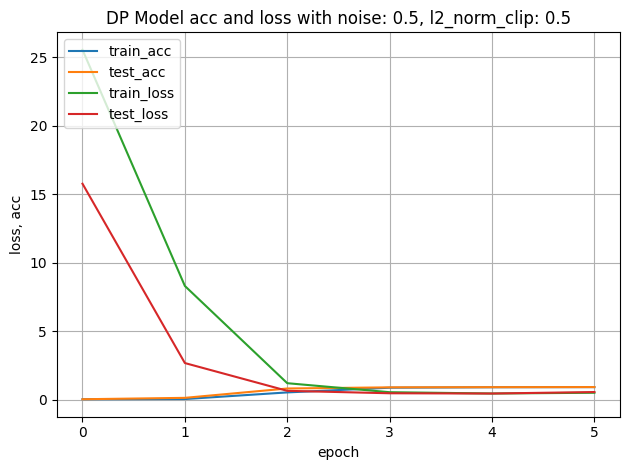 DP Model acc and loss with noise: 0.5, l2_norm_clip: 0.5
train_acc
test_acc
train_loss
test_loss
25
20
15
10
5
0
loss, acc
0 1 2 3 4 5
epoch